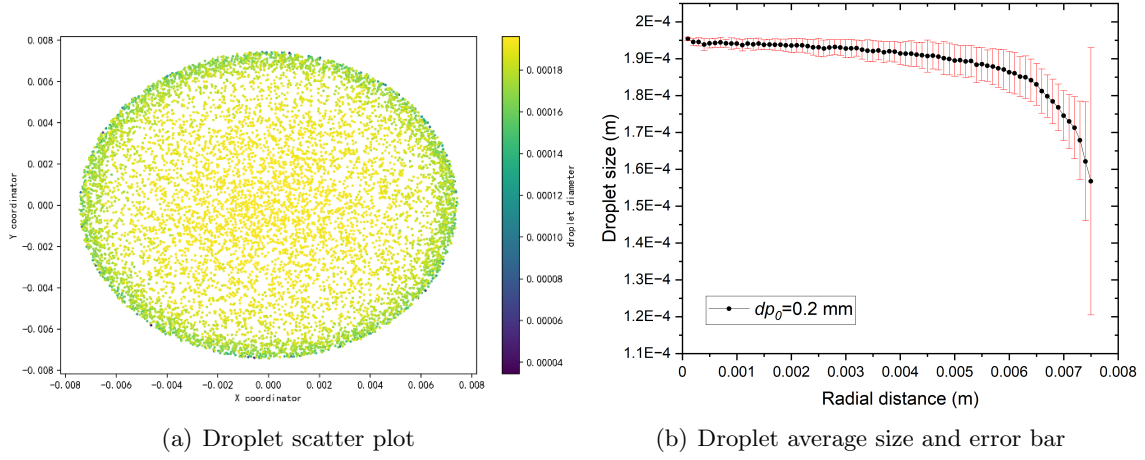 0.008
0.006
0.004
0.002
0.000
−0.002
−0.004
−0.006
−0.008
Y coordinator
−0.008 −0.006 −0.004 −0.002 0.000 0.002 0.004 0.006 0.008
X coordinator
0.00018
0.00016
0.00014
0.00012
0.00010
0.00008
0.00006
0.00004
droplet diameter
(a) Droplet scatter plot
2E−4
1.9E−4
1.8E−4
1.7E−4
1.6E−4
1.5E−4
1.4E−4
1.3E−4
1.2E−4
1.1E−4
Droplet size (m)
dp0=0.2 mm
0 0.001 0.002 0.003 0.004 0.005 0.006 0.007 0.008
Radial distance (m)
(b) Droplet average size and error bar